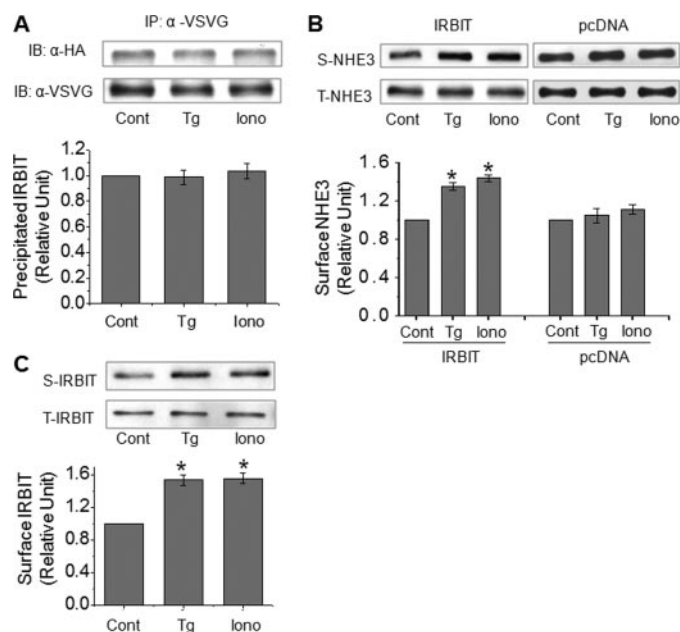 A
IP: α -VSVG
IB: α-HA
IB: α-VSVG
Cont Tg Iono
Precipitated IRBIT
(Relative Unit)
1.2
1.0
0.8
0.6
0.4
0.2
0.0
Cont Tg Iono
B
IRBIT pcDNA
S-NHE3
T-NHE3
Cont Tg Iono Cont Tg Iono
Surface NHE3
(Relative Unit)
1.6
1.2
0.8
0.4
0.0
* *
Cont Tg Iono Cont Tg Iono
IRBIT pcDNA
C
S-IRBIT
T-IRBIT
Cont Tg Iono
Surface IRBIT
(Relative Unit)
1.6
1.2
0.8
0.4
0.0
* *
Cont Tg Iono